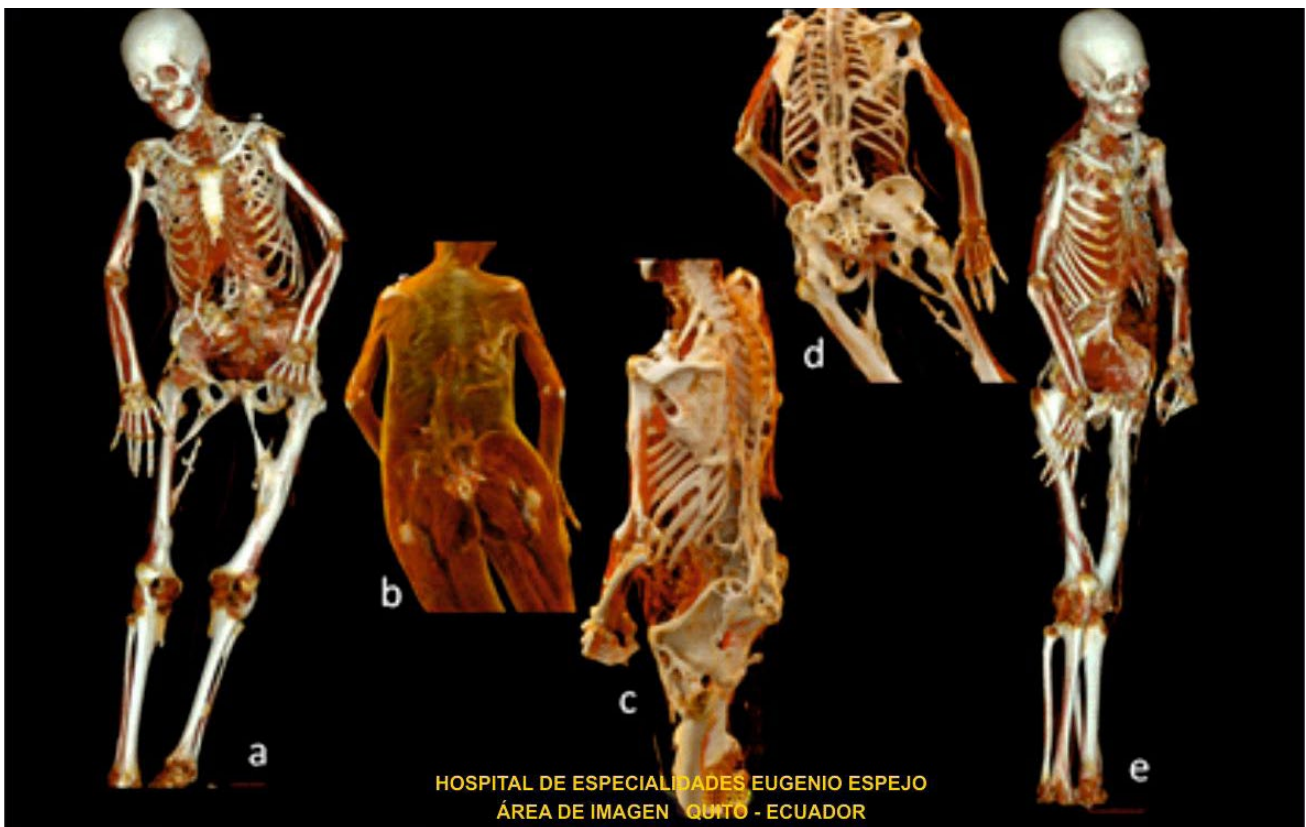 a
b
c
d
e
HOSPITAL DE ESPECIALIDADES EUGENIO ESPEJO
ÁREA DE IMAGEN QUITO - ECUADOR